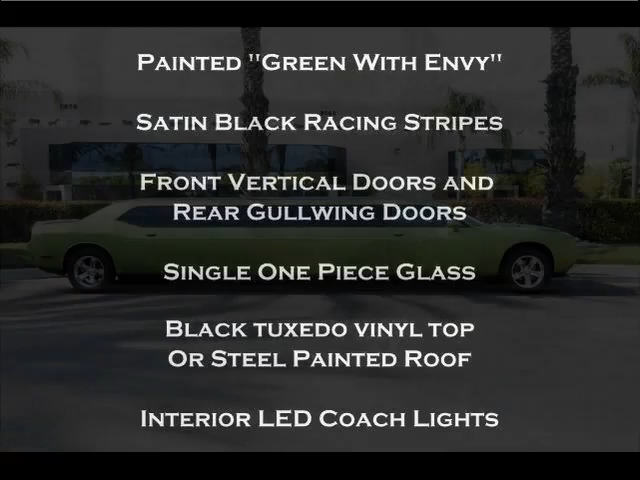 Painted "Green With Envy"
Satin Black Racing Stripes
Front Vertical Doors and
Rear Gullwing Doors
Single One Piece Glass
Black tuxedo vinyl top
Or Steel Painted Roof
Interior LED Coach Lights